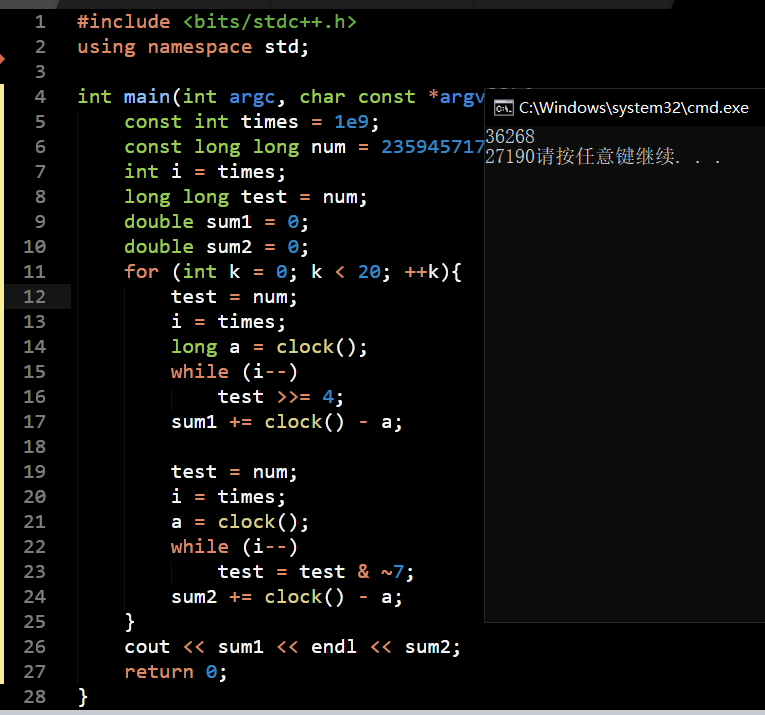 1 #include <bits/stdc++.h>
2 using namespace std;
3
4 int main(int argc, char const *argv
5 const int times = 1e9;
6 const long long num = 235945717
7 int i = times;
8 long long test = num;
9 double sum1 = 0;
10 double sum2 = 0;
11 for (int k = 0; k < 20; ++k){
12 test = num;
13 i = times;
14 long a = clock();
15 while (i--)
16 test >>= 4;
17 sum1 += clock() - a;
18
19 test = num;
20 i = times;
21 a = clock();
22 while (i--)
23 test = test & ~7;
24 sum2 += clock() - a;
25 }
26 cout << sum1 << endl << sum2;
27 return 0;
28 }
C:\Windows\system32\cmd.exe
36268
27190请按任意键继续. . .